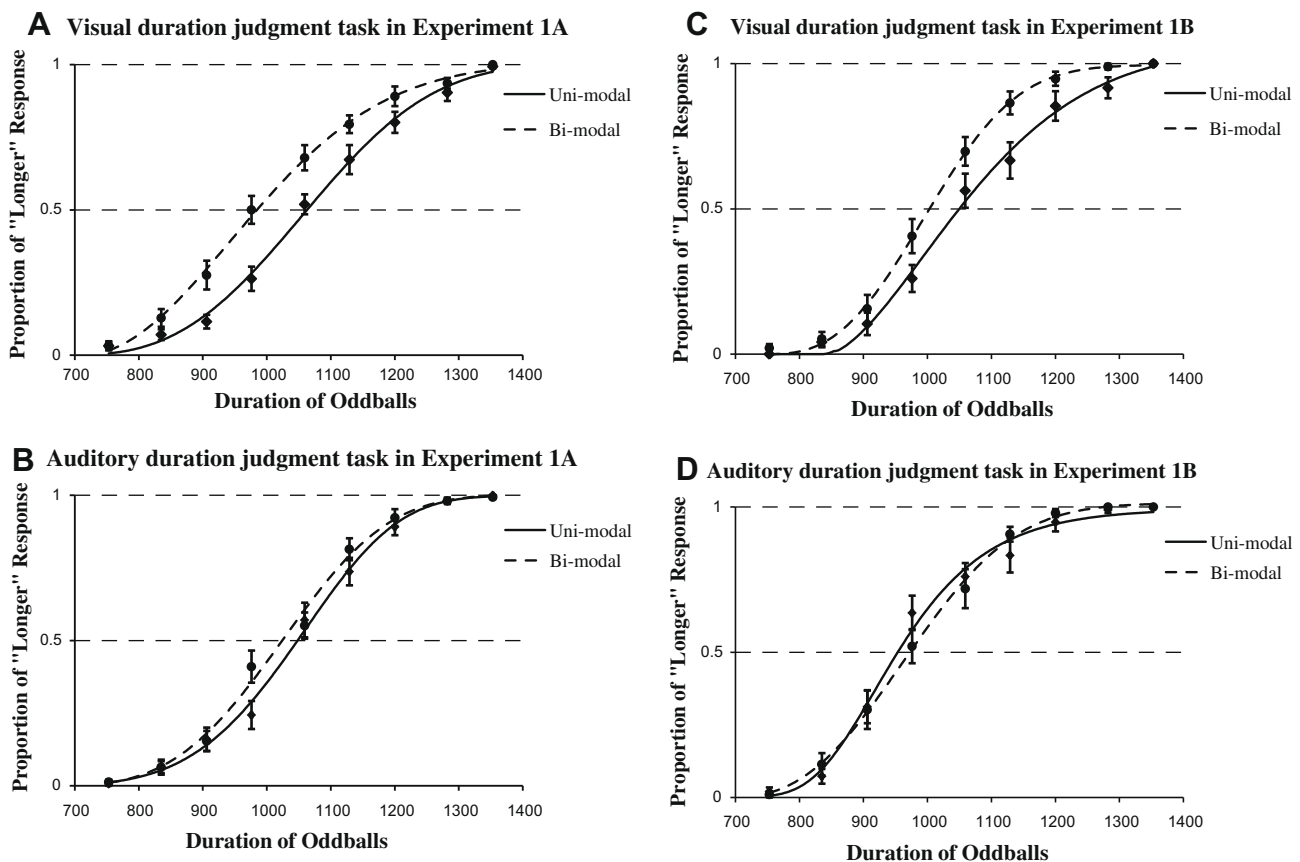 A Visual duration judgment task in Experiment 1A
Proportion of "Longer" Response
1
0.5
0
Uni-modal
Bi-modal
700 800 900 1000 1100 1200 1300 1400
Duration of Oddballs
B Auditory duration judgment task in Experiment 1A
Proportion of "Longer" Response
1
0.5
0
Uni-modal
Bi-modal
700 800 900 1000 1100 1200 1300 1400
Duration of Oddballs
C Visual duration judgment task in Experiment 1B
Proportion of "Longer" Response
1
0.5
0
Uni-modal
Bi-modal
700 800 900 1000 1100 1200 1300 1400
Duration of Oddballs
D Auditory duration judgment task in Experiment 1B
Proportion of "Longer" Response
1
0.5
0
Uni-modal
Bi-modal
700 800 900 1000 1100 1200 1300 1400
Duration of Oddballs